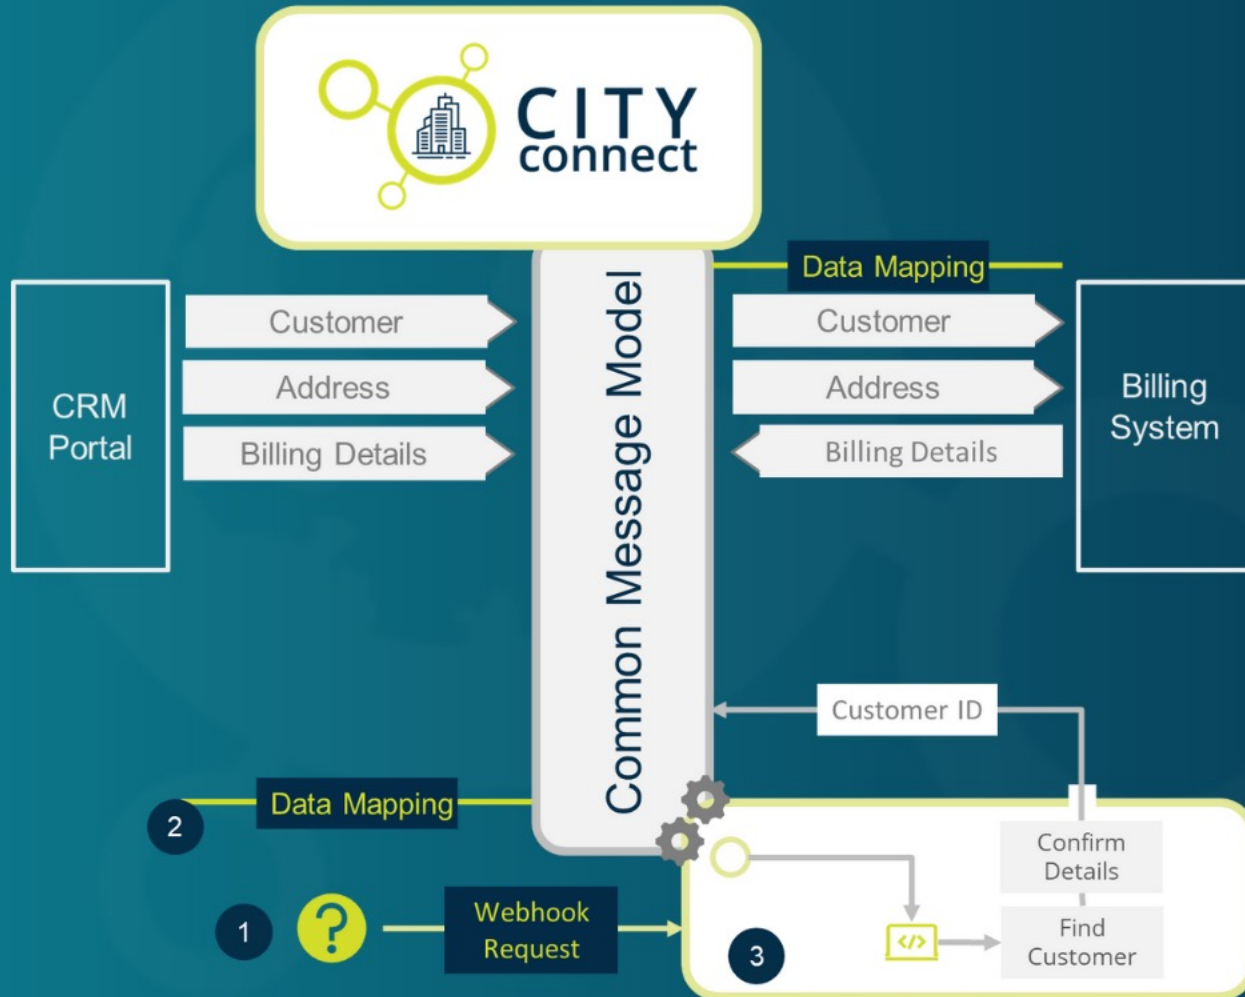 CITY
connect
Data Mapping
Customer
Address
Billing Details
CRM
Portal
Common Message Model
Customer
Address
Billing Details
Billing
System
Customer ID
2
Data Mapping
1
?
Webhook
Request
3
</>
Confirm
Details
Find
Customer